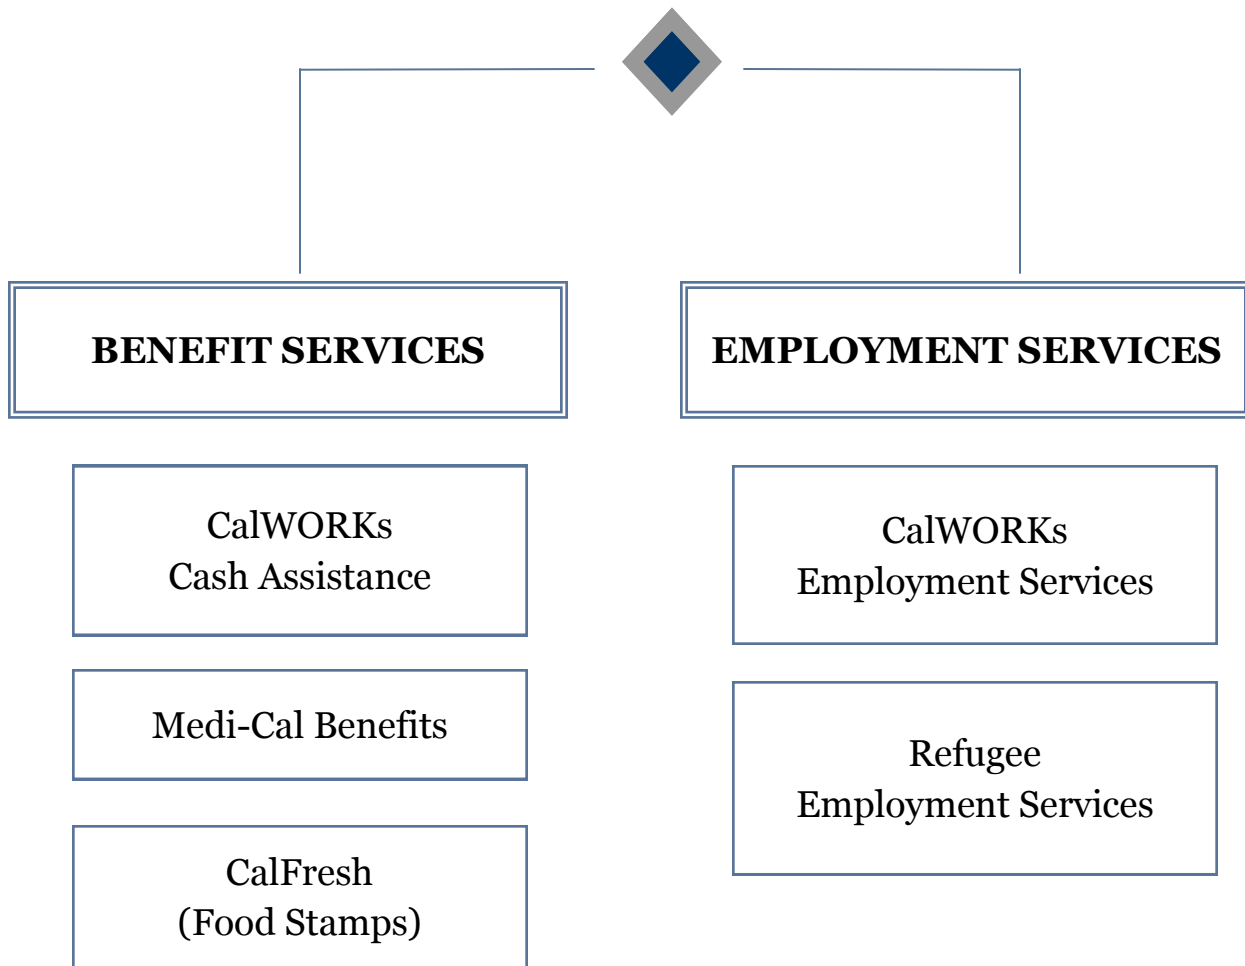 BENEFIT SERVICES
CalWORKs
Cash Assistance
Medi-Cal Benefits
CalFresh
(Food Stamps)
EMPLOYMENT SERVICES
CalWORKs
Employment Services
Refugee
Employment Services